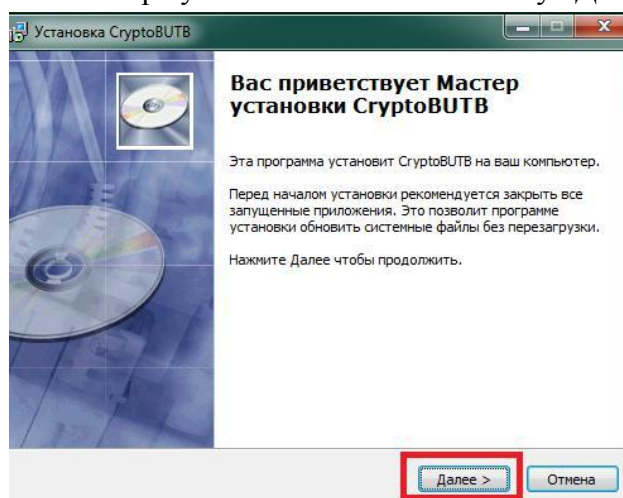 Установка CryptoBUTB
Вас приветствует Мастер
установки CryptoBUTB
Эта программа установит CryptoBUTB на ваш компьютер.
Перед началом установки рекомендуется закрыть все
запущенные приложения. Это позволит программе
установки обновить системные файлы без перезагрузки.
Нажмите Далее чтобы продолжить.
Далее > Отмена